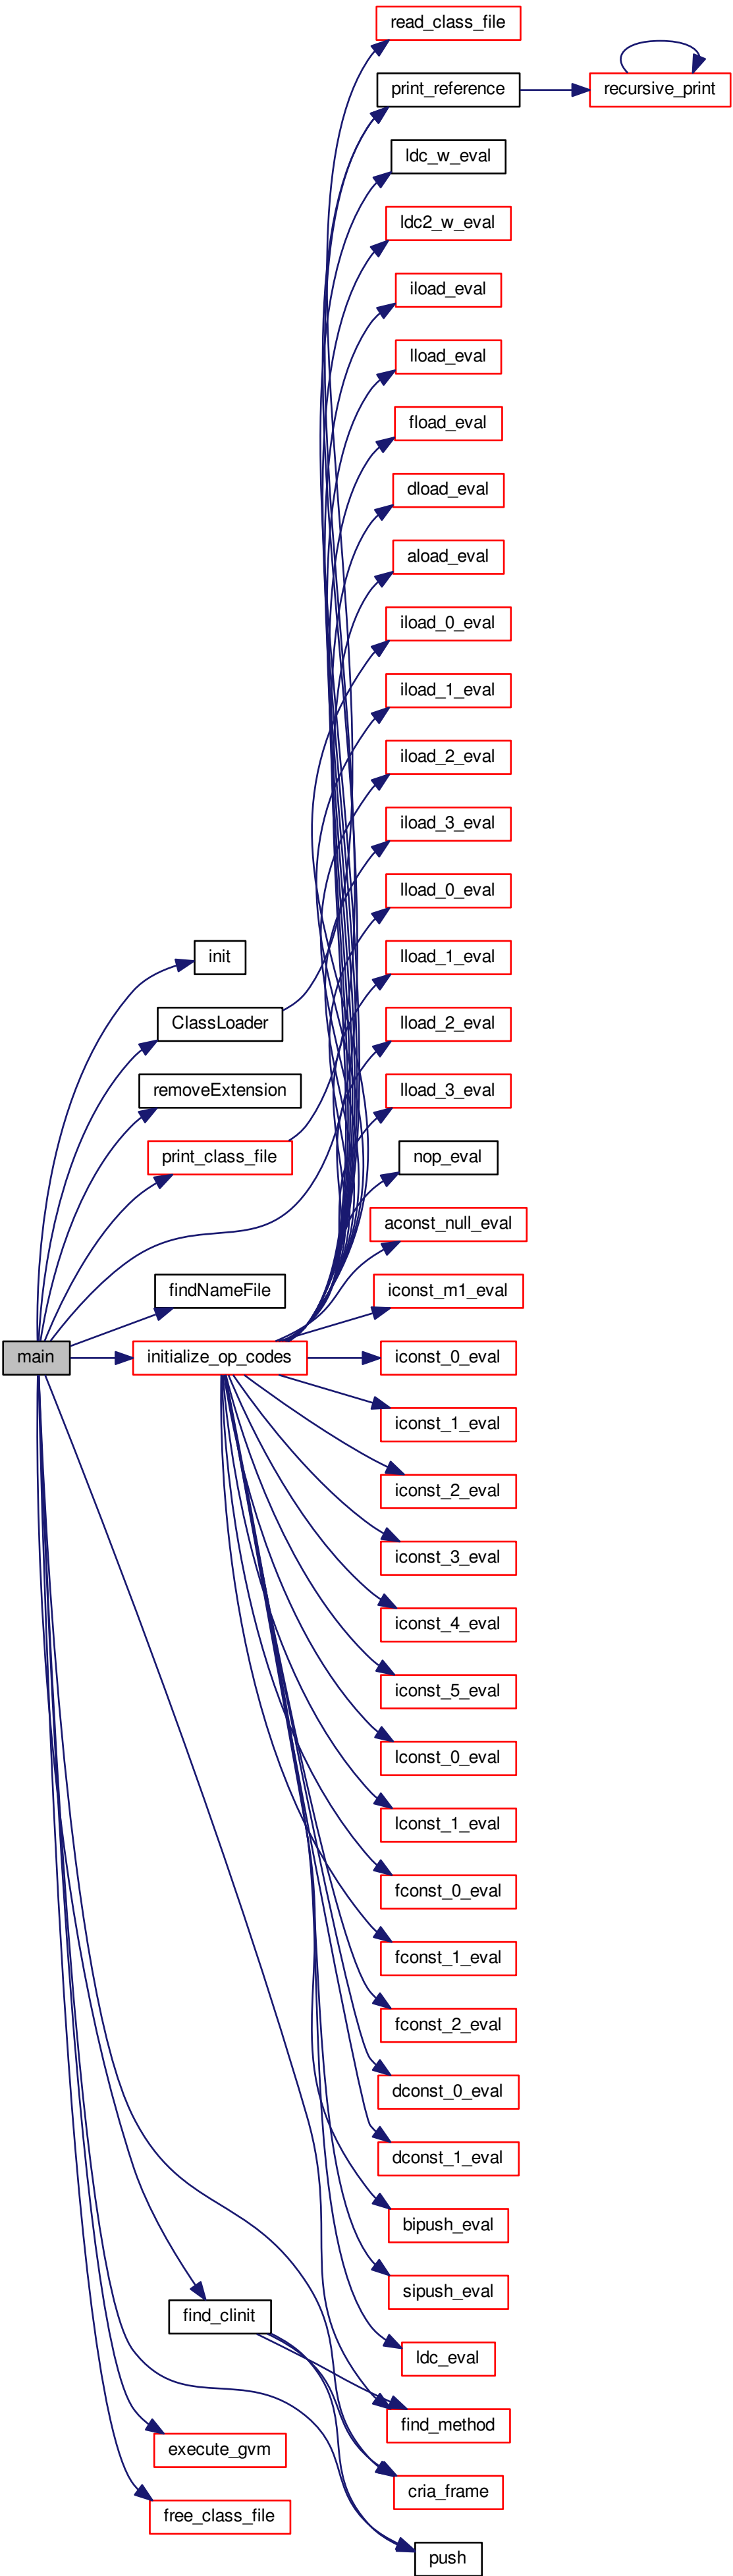 read_class_file
print_reference
recursive_print
ldc_w_eval
ldc2_w_eval
iload_eval
lload_eval
fload_eval
dload_eval
aload_eval
iload_0_eval
iload_1_eval
iload_2_eval
iload_3_eval
lload_0_eval
init
lload_1_eval
ClassLoader
lload_2_eval
removeExtension
lload_3_eval
print_class_file
nop_eval
aconst_null_eval
findNameFile
iconst_m1_eval
main
initialize_op_codes
iconst_0_eval
iconst_1_eval
iconst_2_eval
iconst_3_eval
iconst_4_eval
iconst_5_eval
lconst_0_eval
lconst_1_eval
fconst_0_eval
fconst_1_eval
fconst_2_eval
dconst_0_eval
dconst_1_eval
bipush_eval
sipush_eval
find_clinit
ldc_eval
find_method
execute_gvm
cria_frame
free_class_file
push